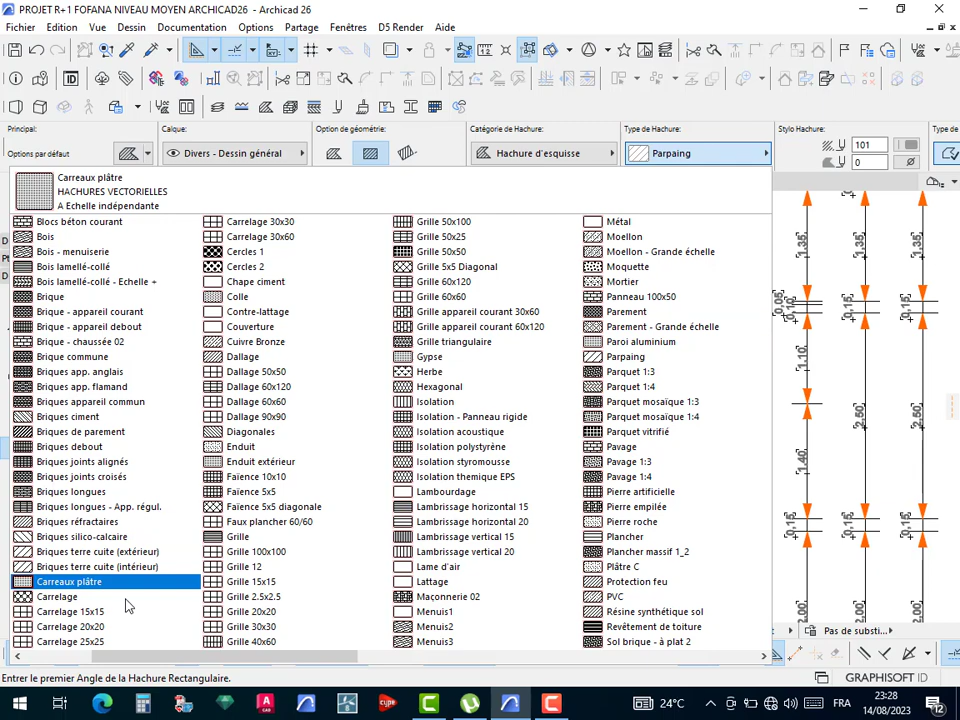 PROJET R+1 FOFANA NIVEAU MOYEN ARCHICAD26 - Archicad 26
Fichier Edition Vue Dessin Documentation Options Partage Fenêtres D5 Render Aide
Principal: Calque: Option de géométrie: Catégorie de Hachure: Type de Hachure: Stylo Hachure: Type de
Options par défaut Divers - Dessin général Hachure d'esquisse Parpaing 101
0
Carreaux plâtre
HACHURES VECTORIELLES
A Echelle indépendante
Blocs béton courant
Bois
Bois - menuiserie
Bois lamellé-collé
Bois lamellé-collé - Echelle +
Brique
Brique - appareil courant
Brique - appareil debout
Brique - chaussée 02
Brique commune
Briques app. anglais
Briques app. flamand
Briques appareil commun
Briques ciment
Briques de parement
Briques debout
Briques joints alignés
Briques joints croisés
Briques longues
Briques longues - App. régul.
Briques réfractaires
Briques silico-calcaire
Briques terre cuite (extérieur)
Briques terre cuite (intérieur)
Carreaux plâtre
Carrelage
Carrelage 15x15
Carrelage 20x20
Carrelage 25x25
Carrelage 30x30
Carrelage 30x60
Cercles 1
Cercles 2
Chape ciment
Colle
Contre-lattage
Couverture
Cuivre Bronze
Dallage
Dallage 50x50
Dallage 60x120
Dallage 60x60
Dallage 90x90
Diagonales
Enduit
Enduit extérieur
Faïence 10x10
Faïence 5x5
Faïence 5x5 diagonale
Faux plancher 60/60
Grille
Grille 100x100
Grille 12
Grille 15x15
Grille 2.5x2.5
Grille 20x20
Grille 30x30
Grille 40x60
Grille 50x100
Grille 50x25
Grille 50x50
Grille 5x5 Diagonal
Grille 60x120
Grille 60x60
Grille appareil courant 30x60
Grille appareil courant 60x120
Grille triangulaire
Gypse
Herbe
Hexagonal
Isolation
Isolation - Panneau rigide
Isolation acoustique
Isolation polystyrène
Isolation styromousse
Isolation themique EPS
Lambourdage
Lambrissage horizontal 15
Lambrissage horizontal 20
Lambrissage vertical 15
Lambrissage vertical 20
Lame d'air
Lattage
Maçonnerie 02
Menuis1
Menuis2
Menuis3
Métal
Moellon
Moellon - Grande échelle
Moquette
Mortier
Panneau 100x50
Parement
Parement - Grande échelle
Paroi aluminium
Parpaing
Parquet 1:3
Parquet 1:4
Parquet mosaïque 1:3
Parquet mosaïque 1:4
Parquet vitrifié
Pavage
Pavage 1:3
Pavage 1:4
Pierre artificielle
Pierre empilée
Pierre roche
Plancher
Plancher massif 1_2
Plâtre C
Protection feu
PVC
Résine synthétique sol
Revêtement de toiture
Sol brique - à plat 2
1.35 1.35 1.35
0,05 0,10 0,15 0,15
1.10
2.50 2.50
1.40
0,15 0,15 0,15
2.00 2.00
Pas de substi...
Entrer le premier Angle de la Hachure Rectangulaire.
GRAPHISOFT ID
24°C FRA 23:28
14/08/2023
12